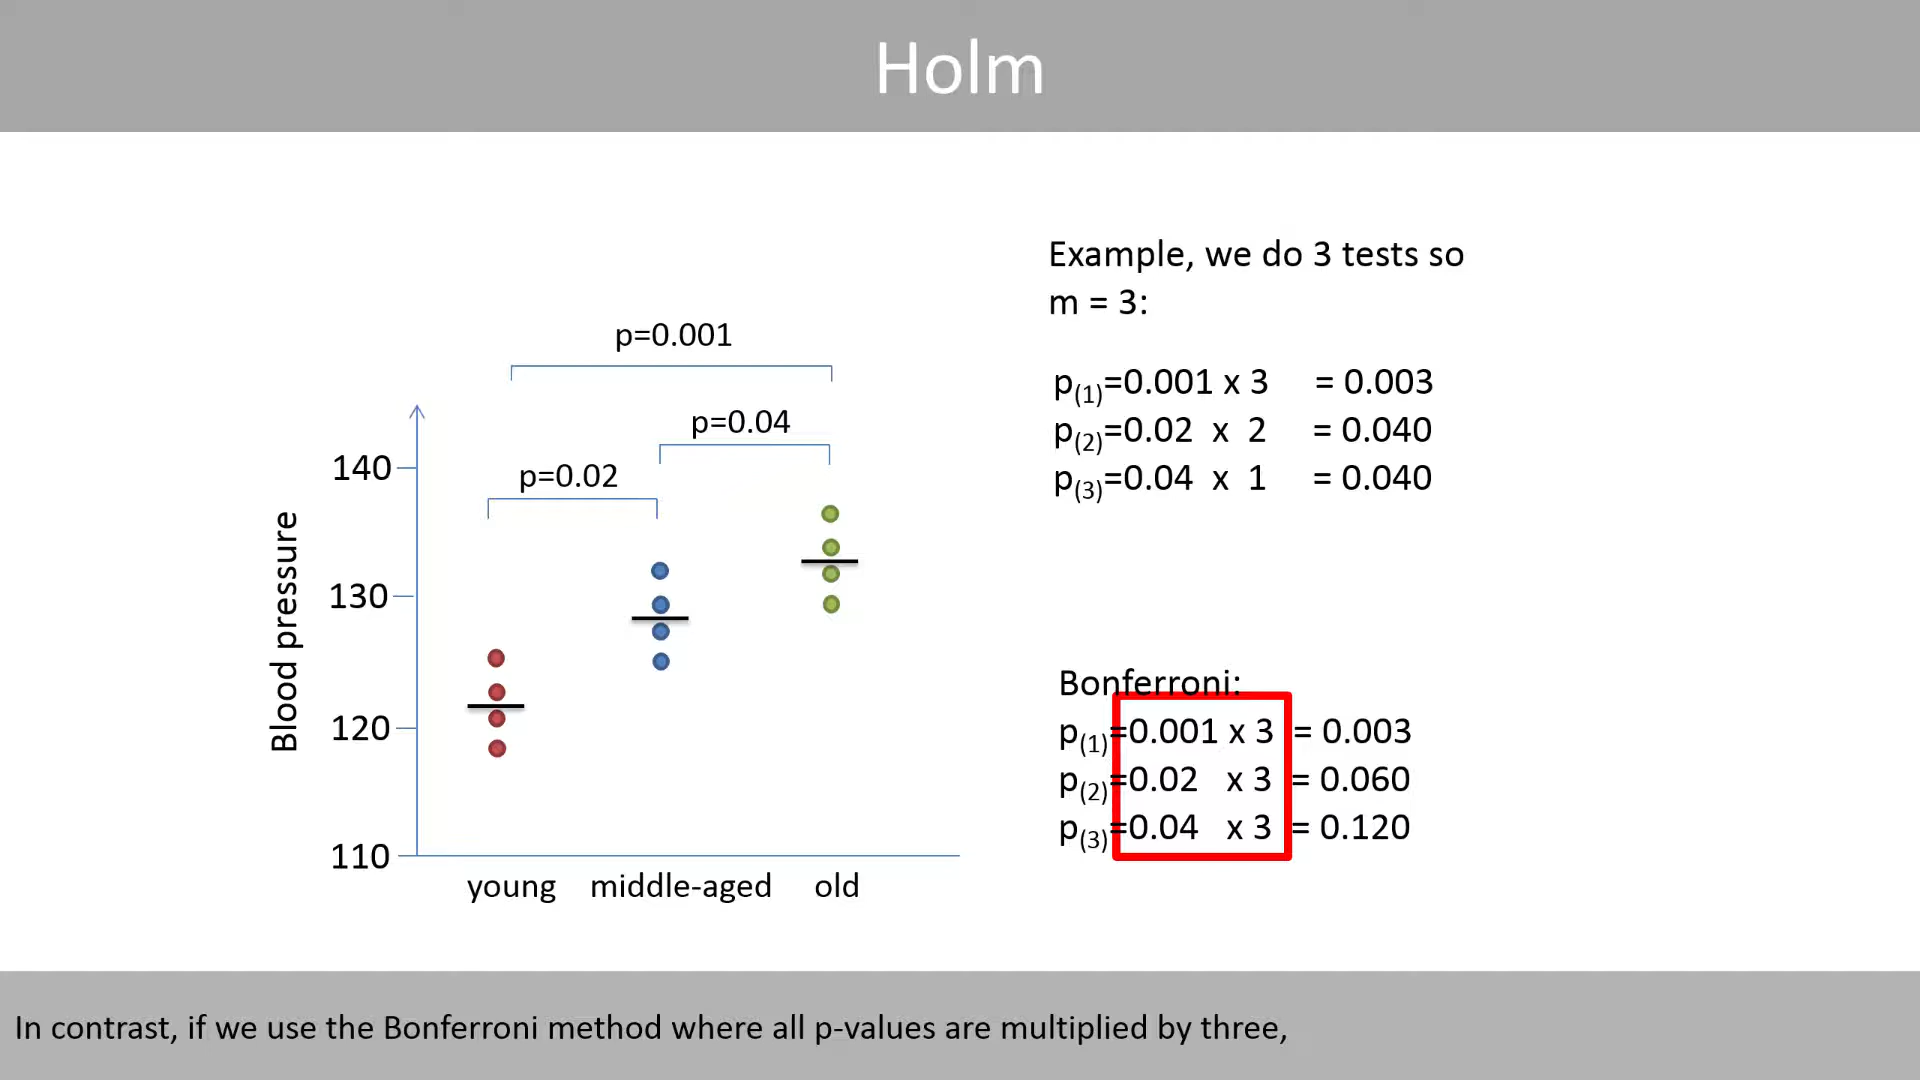 Holm
Example, we do 3 tests so
m = 3:
p=0.001
p(1)=0.001 x 3 = 0.003
p=0.04
p(2)=0.02 x 2 = 0.040
140
p=0.02
p(3)=0.04 x 1 = 0.040
Blood pressure
130
120
110
young middle-aged old
Bonferroni:
p(1)=0.001 x 3 = 0.003
p(2)=0.02 x 3 = 0.060
p(3)=0.04 x 3 = 0.120
In contrast, if we use the Bonferroni method where all p-values are multiplied by three,